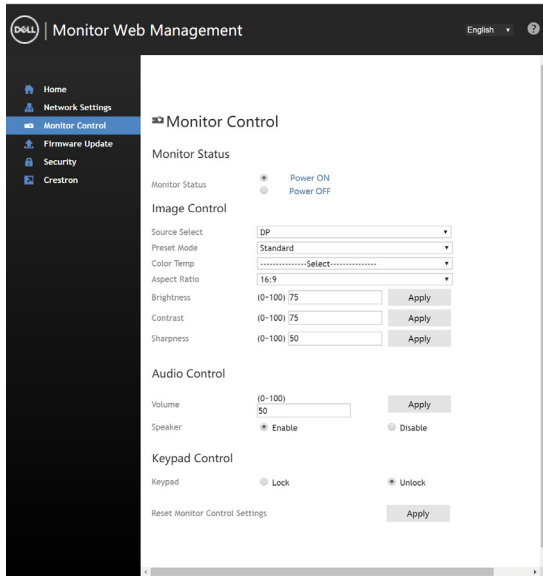 DELL | Monitor Web Management
English
?
Home
Network Settings
Monitor Control
Firmware Update
Security
Crestron
Monitor Control
Monitor Status
Monitor Status
Power ON
Power OFF
Image Control
Source Select DP
Preset Mode Standard
Color Temp ---------------Select---------------
Aspect Ratio 16:9
Brightness (0~100) 75 Apply
Contrast (0~100) 75 Apply
Sharpness (0~100) 50 Apply
Audio Control
Volume (0~100) 50 Apply
Speaker Enable Disable
Keypad Control
Keypad Lock Unlock
Reset Monitor Control Settings Apply